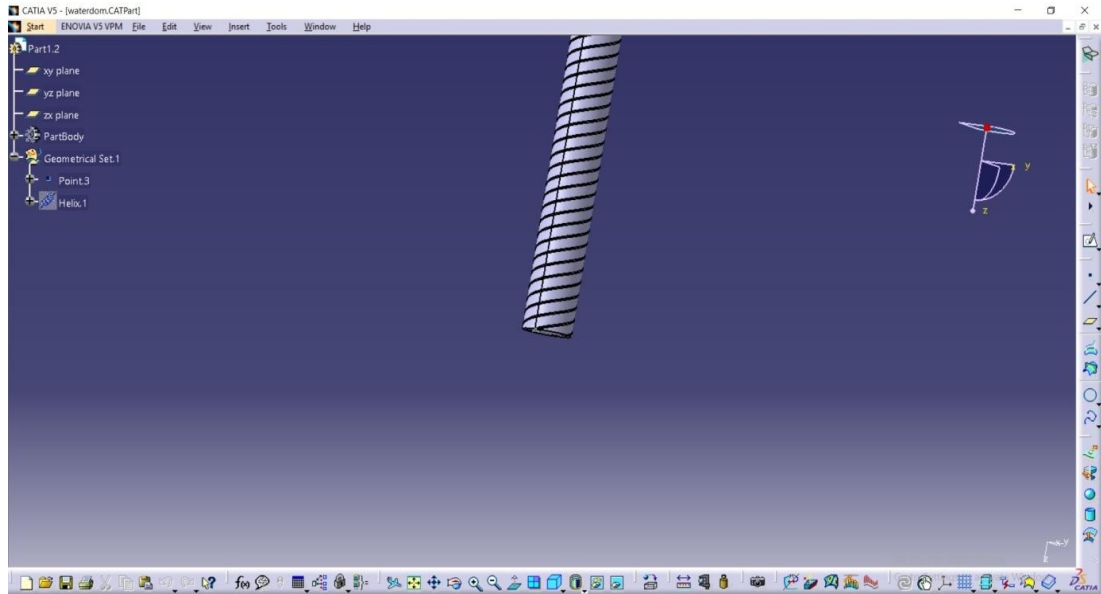 CATIA V5 - [waterdom.CATPart]
Start ENOVIA V5 VPM File Edit View Insert Tools Window Help
Part1.2
xy plane
yz plane
zx plane
PartBody
Geometrical Set.1
Point.3
Helix.1
y
z
x-y
z
f(x)
CATIA